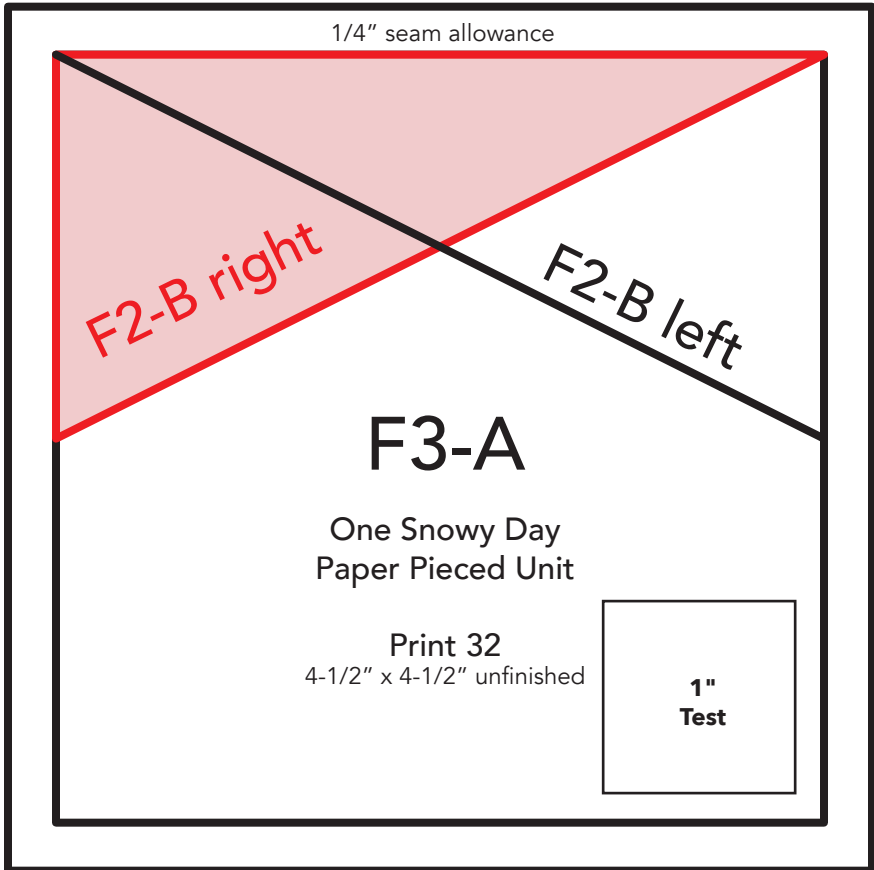 1/4” seam allowance
F2-B right
F2-B left
F3-A
One Snowy Day
Paper Pieced Unit
Print 32
4-1/2” x 4-1/2” unfinished
1"
Test